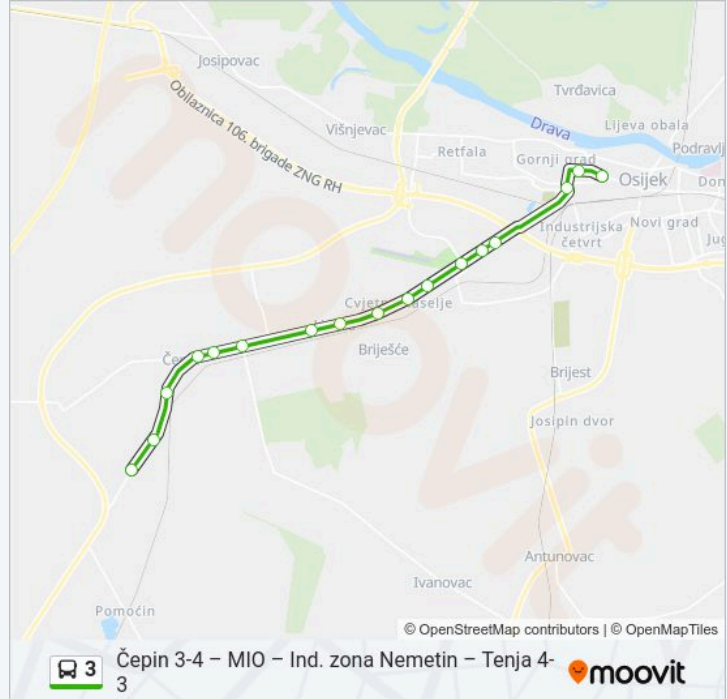 Josipovac
Tvrđavica
Obilaznica 106. brigade ZNG RH
Višnjevac
Drava
Lijeva obala
Retfala
Gornji grad
Podravlj
Osijek
Don
Industrijska
četvrt
Novi grad
Jug
Cvjetno naselje
Briješće
Brijest
Josipin dvor
Antunovac
Ivanovac
Pomoćin
moovit
© OpenStreetMap contributors | © OpenMapTiles
3
Čepin 3-4 – MIO – Ind. zona Nemetin – Tenja 4-
3
moovit